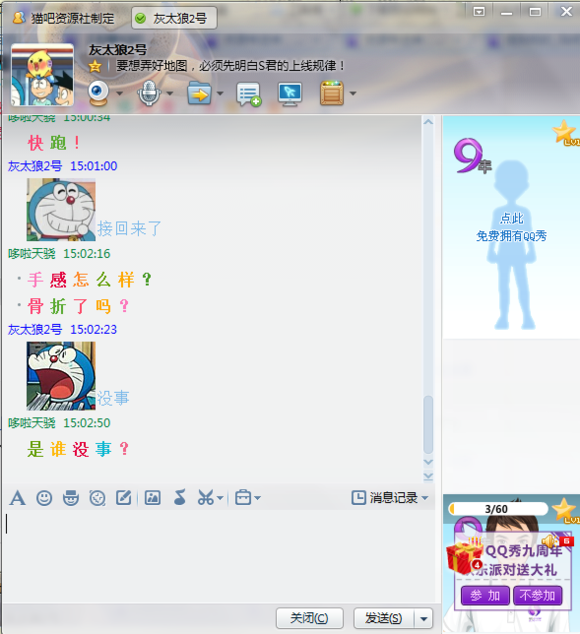 猫吧资源社制定
灰太狼2号
灰太狼2号
要想弄好地图，必须先明白S君的上线规律！
哆啦天骁 15:00:34
快跑！
灰太狼2号 15:01:00
接回来了
哆啦天骁 15:02:16
手感怎么样？
骨折了吗？
灰太狼2号 15:02:23
没事
哆啦天骁 15:02:50
是谁没事？
消息记录
关闭(C)
发送(S)
LV1
9年
点此
免费拥有QQ秀
3/60
LV1
6
QQ秀九周年
乐派对送大礼
4
参 加
不参加